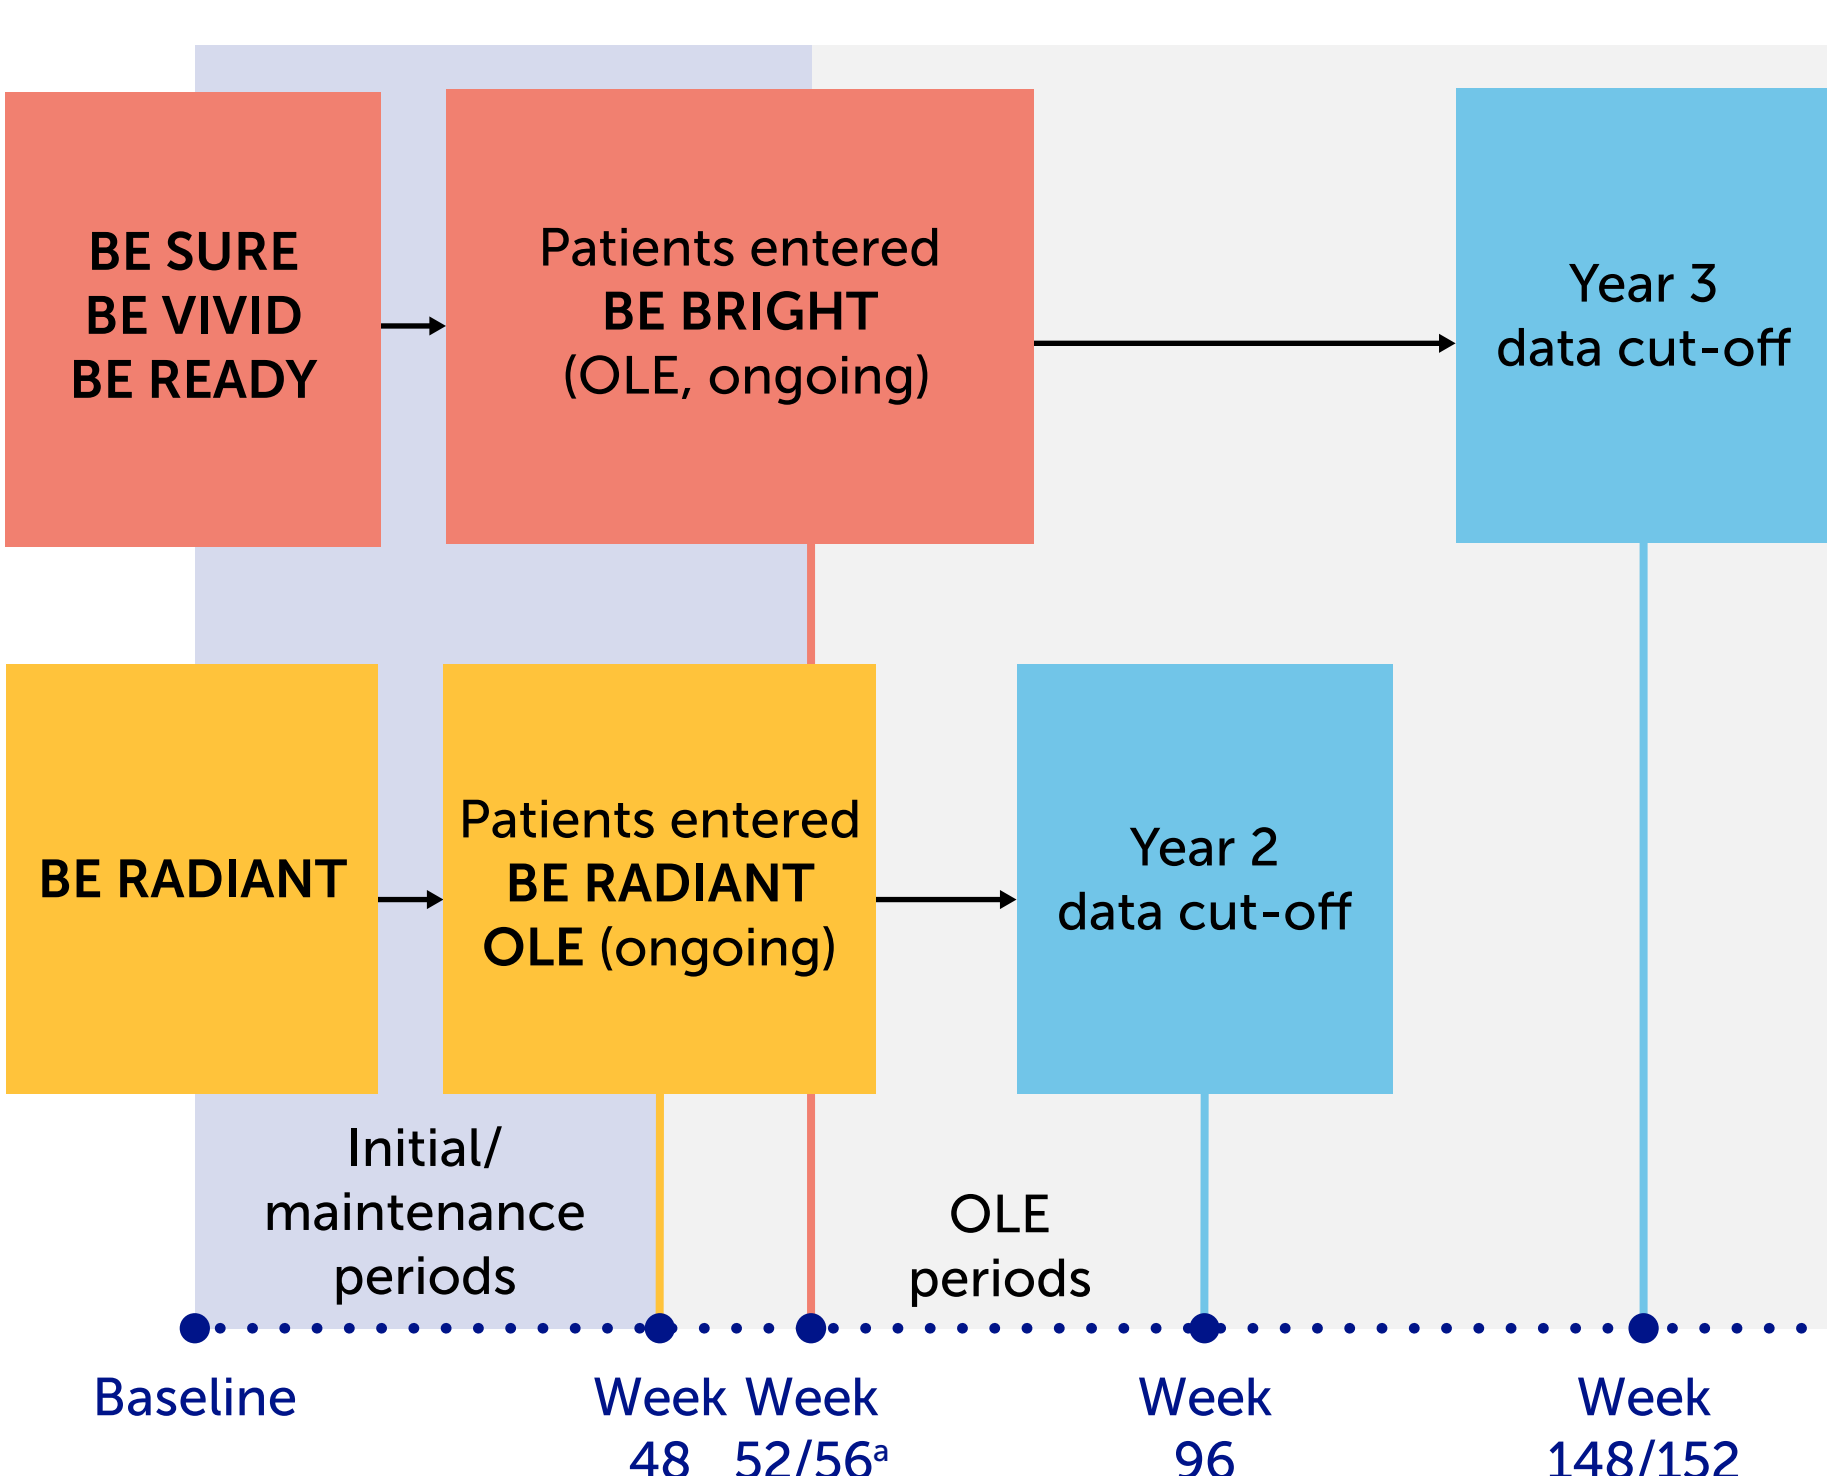 BE SURE
BE VIVID
BE READY
Patients entered
BE BRIGHT
(OLE, ongoing)
Year 3
data cut-off
BE RADIANT
Patients entered
BE RADIANT
OLE (ongoing)
Year 2
data cut-off
Initial/
maintenance
periods
OLE
periods
Baseline
Week
48
Week
52/56ᵃ
Week
96
Week
148/152